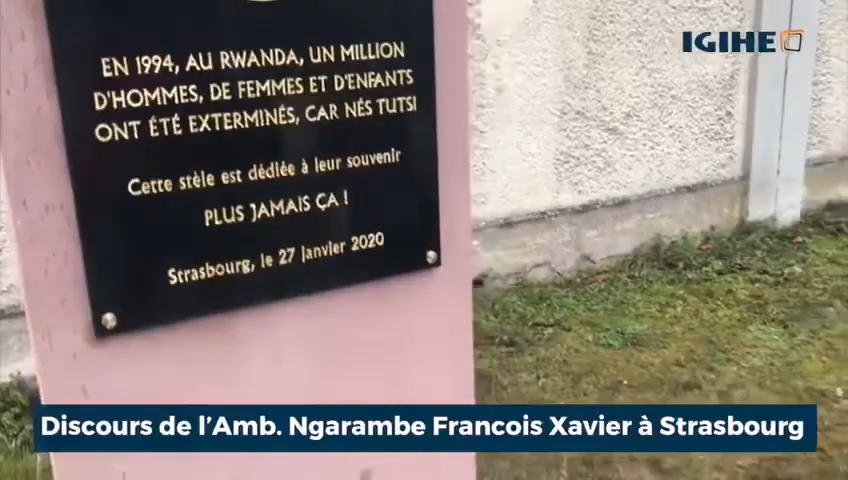 IGIHE
EN 1994, AU RWANDA, UN MILLION
D'HOMMES, DE FEMMES ET D'ENFANTS
ONT ÉTÉ EXTERMINÉS, CAR NÉS TUTSI
Cette stèle est dédiée à leur souvenir
PLUS JAMAIS ÇA !
Strasbourg, le 27 janvier 2020
Discours de l'Amb. Ngarambe Francois Xavier à Strasbourg